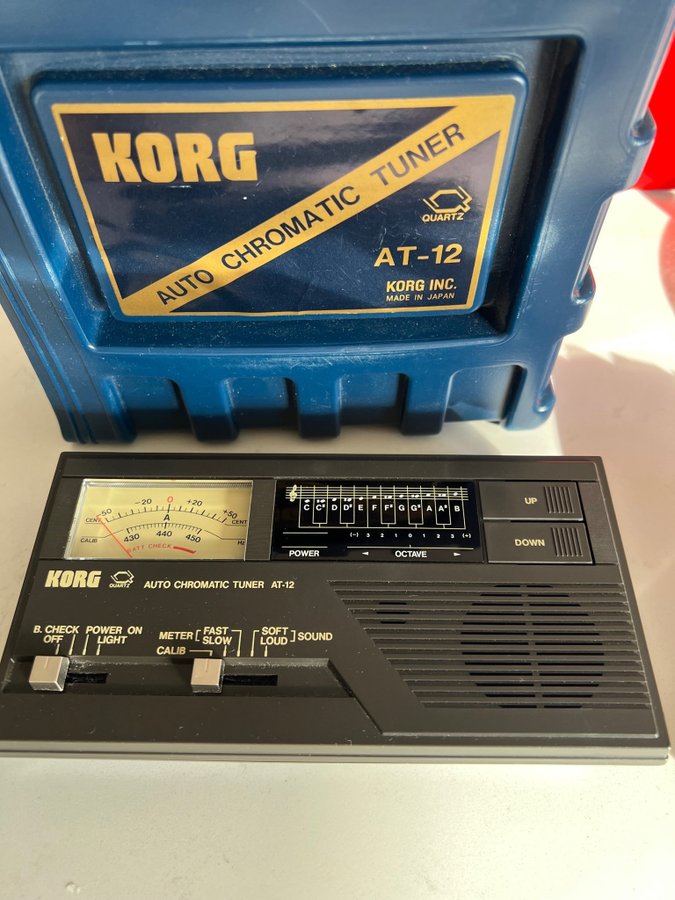 KORG
AUTO CHROMATIC TUNER
QUARTZ
AT-12
KORG INC.
MADE IN JAPAN
-50 -20 0 +20 +50
CENT A CENT
CALIB 430 440 450 Hz
BATT CHECK
C C# D D# E F F# G G# A A# B
(-) 3 2 1 0 1 2 3 (+)
POWER ◄ OCTAVE ►
UP
DOWN
KORG QUARTZ AUTO CHROMATIC TUNER AT-12
B. CHECK POWER ON
OFF LIGHT
METER FAST SOFT SOUND
SLOW LOUD
CALIB